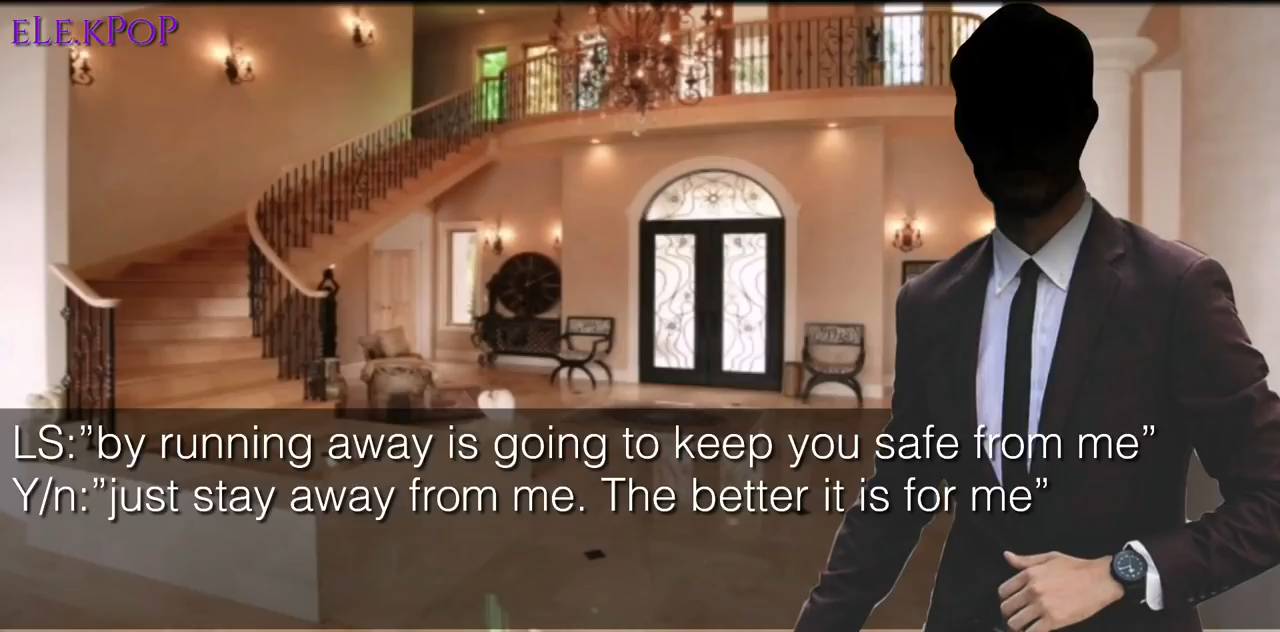 ELE.KPOP
LS:”by running away is going to keep you safe from me”
Y/n:”just stay away from me. The better it is for me”